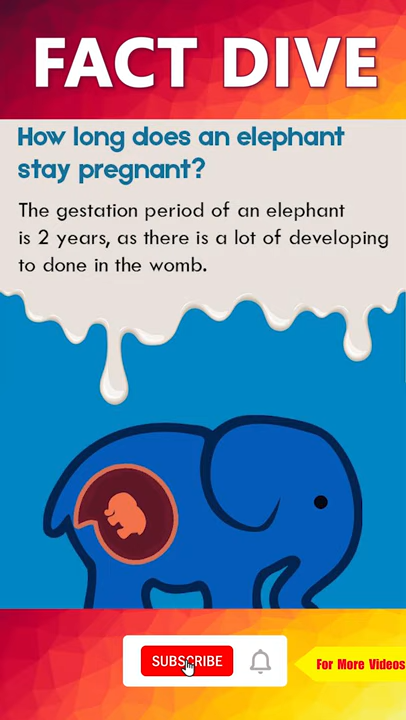 FACT DIVE
How long does an elephant
stay pregnant?
The gestation period of an elephant
is 2 years, as there is a lot of developing
to done in the womb.
SUBSCRIBE
For More Videos